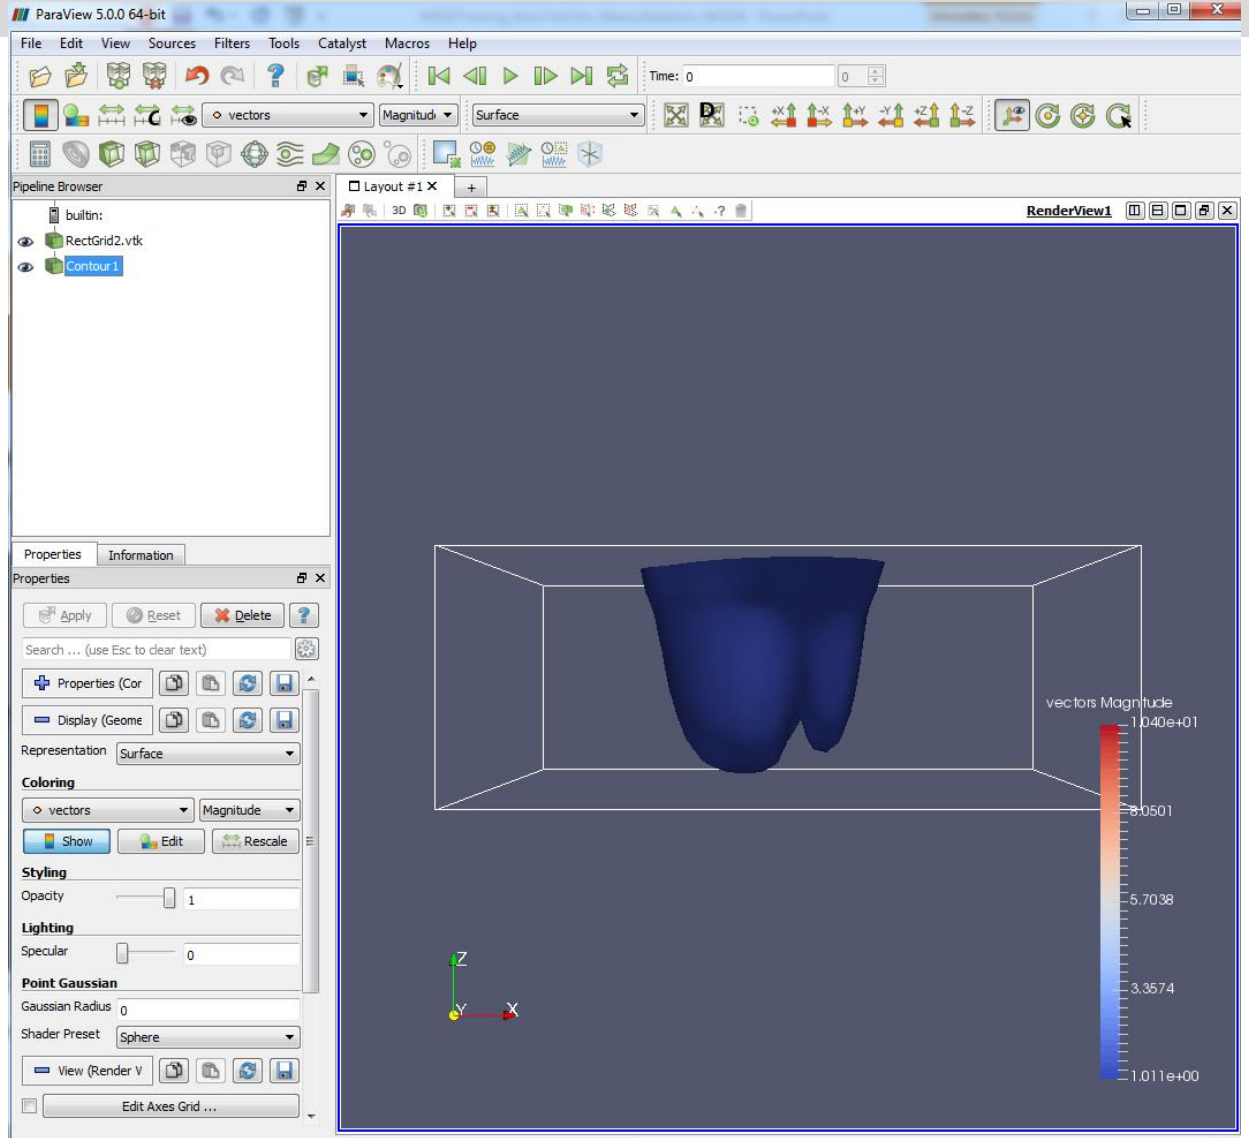 ParaView 5.0.0 64-bit
File Edit View Sources Filters Tools Catalyst Macros Help
Time: 0 0
vectors Magnitud Surface
+X -X +Y -Y +Z -Z
Pipeline Browser
Layout #1 X +
3D
RenderView1
builtin:
RectGrid2.vtk
Contour1
Properties Information
Properties
Apply Reset Delete ?
Search ... (use Esc to clear text)
Properties (Cor
Display (Geome
Representation Surface
Coloring
vectors Magnitude
Show Edit Rescale
Styling
Opacity 1
Lighting
Specular 0
Point Gaussian
Gaussian Radius 0
Shader Preset Sphere
View (Render V
Edit Axes Grid ...
vectors Magnitude
1.040e+01
8.0501
5.7038
3.3574
1.011e+00
Z
Y X